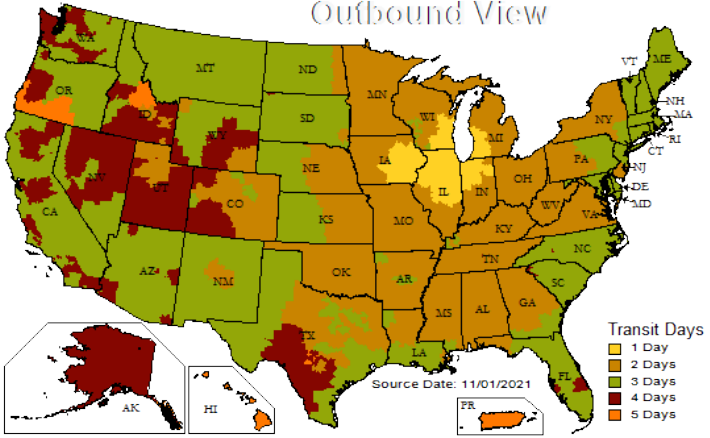 Outbound View
WA
MT
ND
MN
VT
ME
OR
ID
WY
SD
WI
MI
NY
NH
MA
RI
CT
NV
UT
CO
NE
IA
IL
IN
OH
PA
NJ
DE
MD
CA
KS
MO
KY
WV
VA
AZ
NM
OK
AR
TN
NC
SC
TX
LA
MS
AL
GA
FL
AK
HI
PR
Source Date: 11/01/2021
Transit Days
1 Day
2 Days
3 Days
4 Days
5 Days